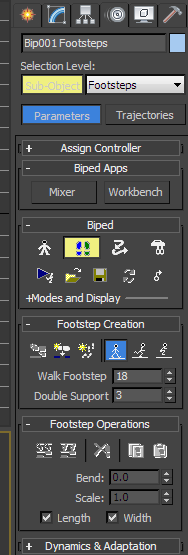 Bip001 Footsteps
Selection Level:
Sub-Object Footsteps
Parameters Trajectories
+ Assign Controller
- Biped Apps
Mixer Workbench
- Biped
+Modes and Display
- Footstep Creation
Walk Footstep 18
Double Support 3
- Footstep Operations
Bend: 0.0
Scale: 1.0
Length Width
+ Dynamics & Adaptation